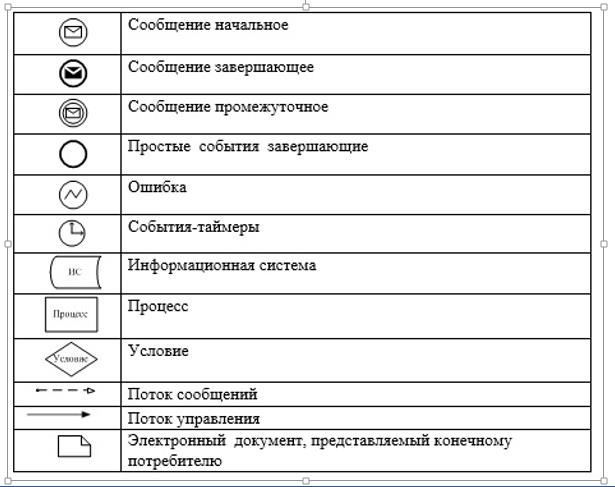 Сообщение начальное
Сообщение завершающее
Сообщение промежуточное
Простые события завершающие
Ошибка
События-таймеры
ИС
Информационная система
Процесс
Процесс
Условие
Условие
Поток сообщений
Поток управления
Электронный документ, представляемый конечному
потребителю